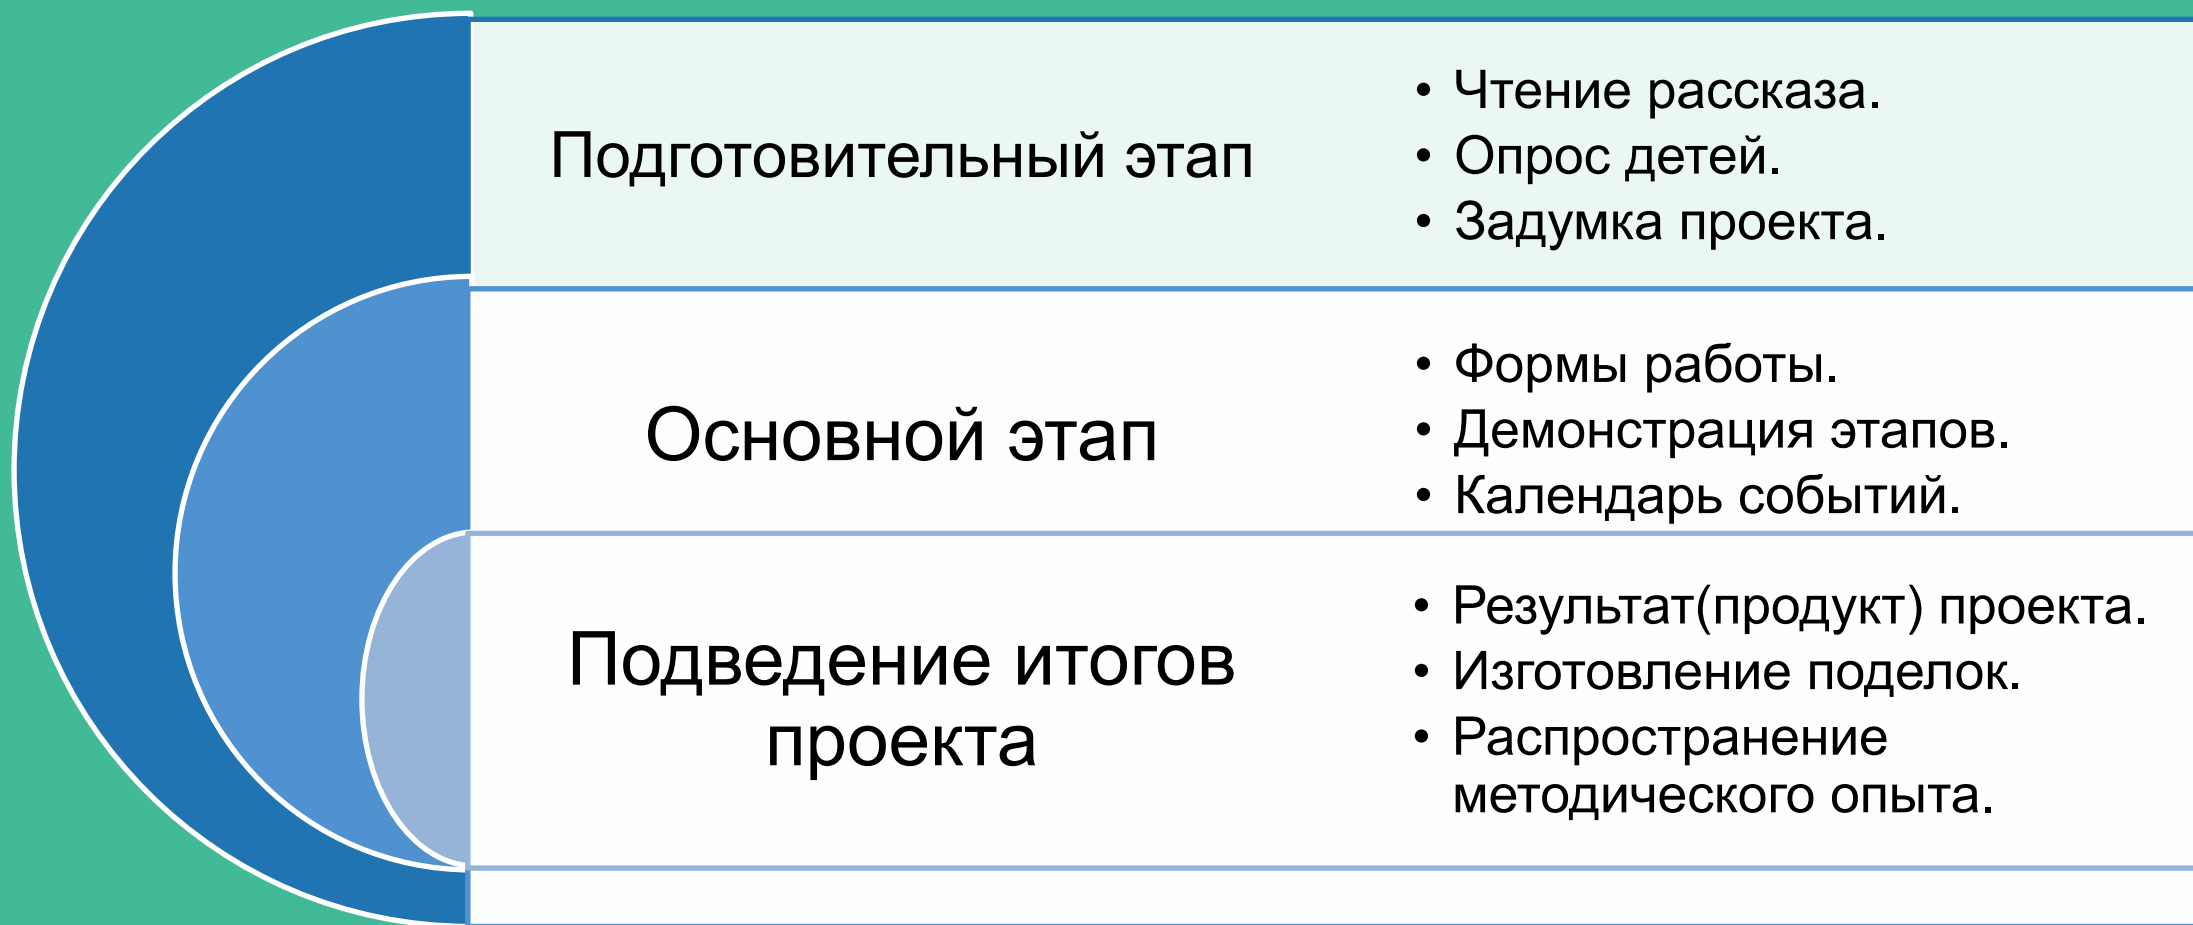 Подготовительный этап
• Чтение рассказа.
• Опрос детей.
• Задумка проекта.
Основной этап
• Формы работы.
• Демонстрация этапов.
• Календарь событий.
Подведение итогов
проекта
• Результат(продукт) проекта.
• Изготовление поделок.
• Распространение
методического опыта.